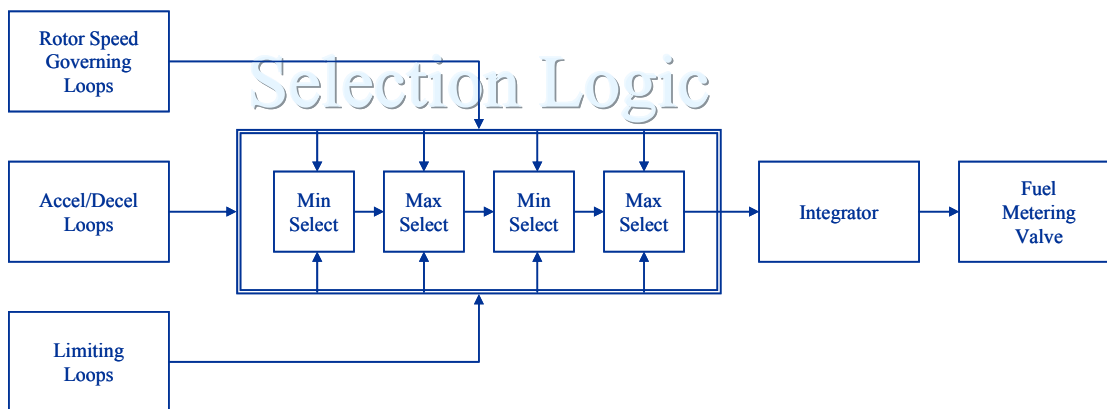 Rotor Speed
Governing
Loops
Selection Logic
Accel/Decel
Loops
Min
Select
Max
Select
Min
Select
Max
Select
Integrator
Fuel
Metering
Valve
Limiting
Loops